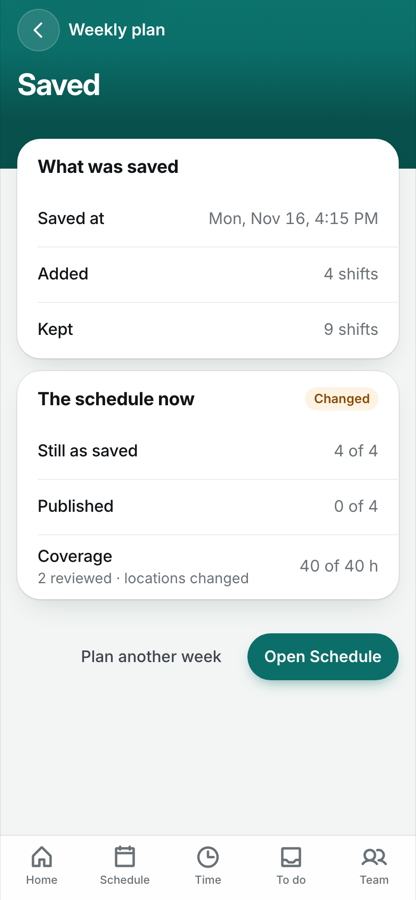 Weekly plan
Saved
What was saved
Saved at Mon, Nov 16, 4:15 PM
Added 4 shifts
Kept 9 shifts
The schedule now Changed
Still as saved 4 of 4
Published 0 of 4
Coverage 40 of 40 h
2 reviewed · locations changed
Plan another week Open Schedule
Home Schedule Time To do Team